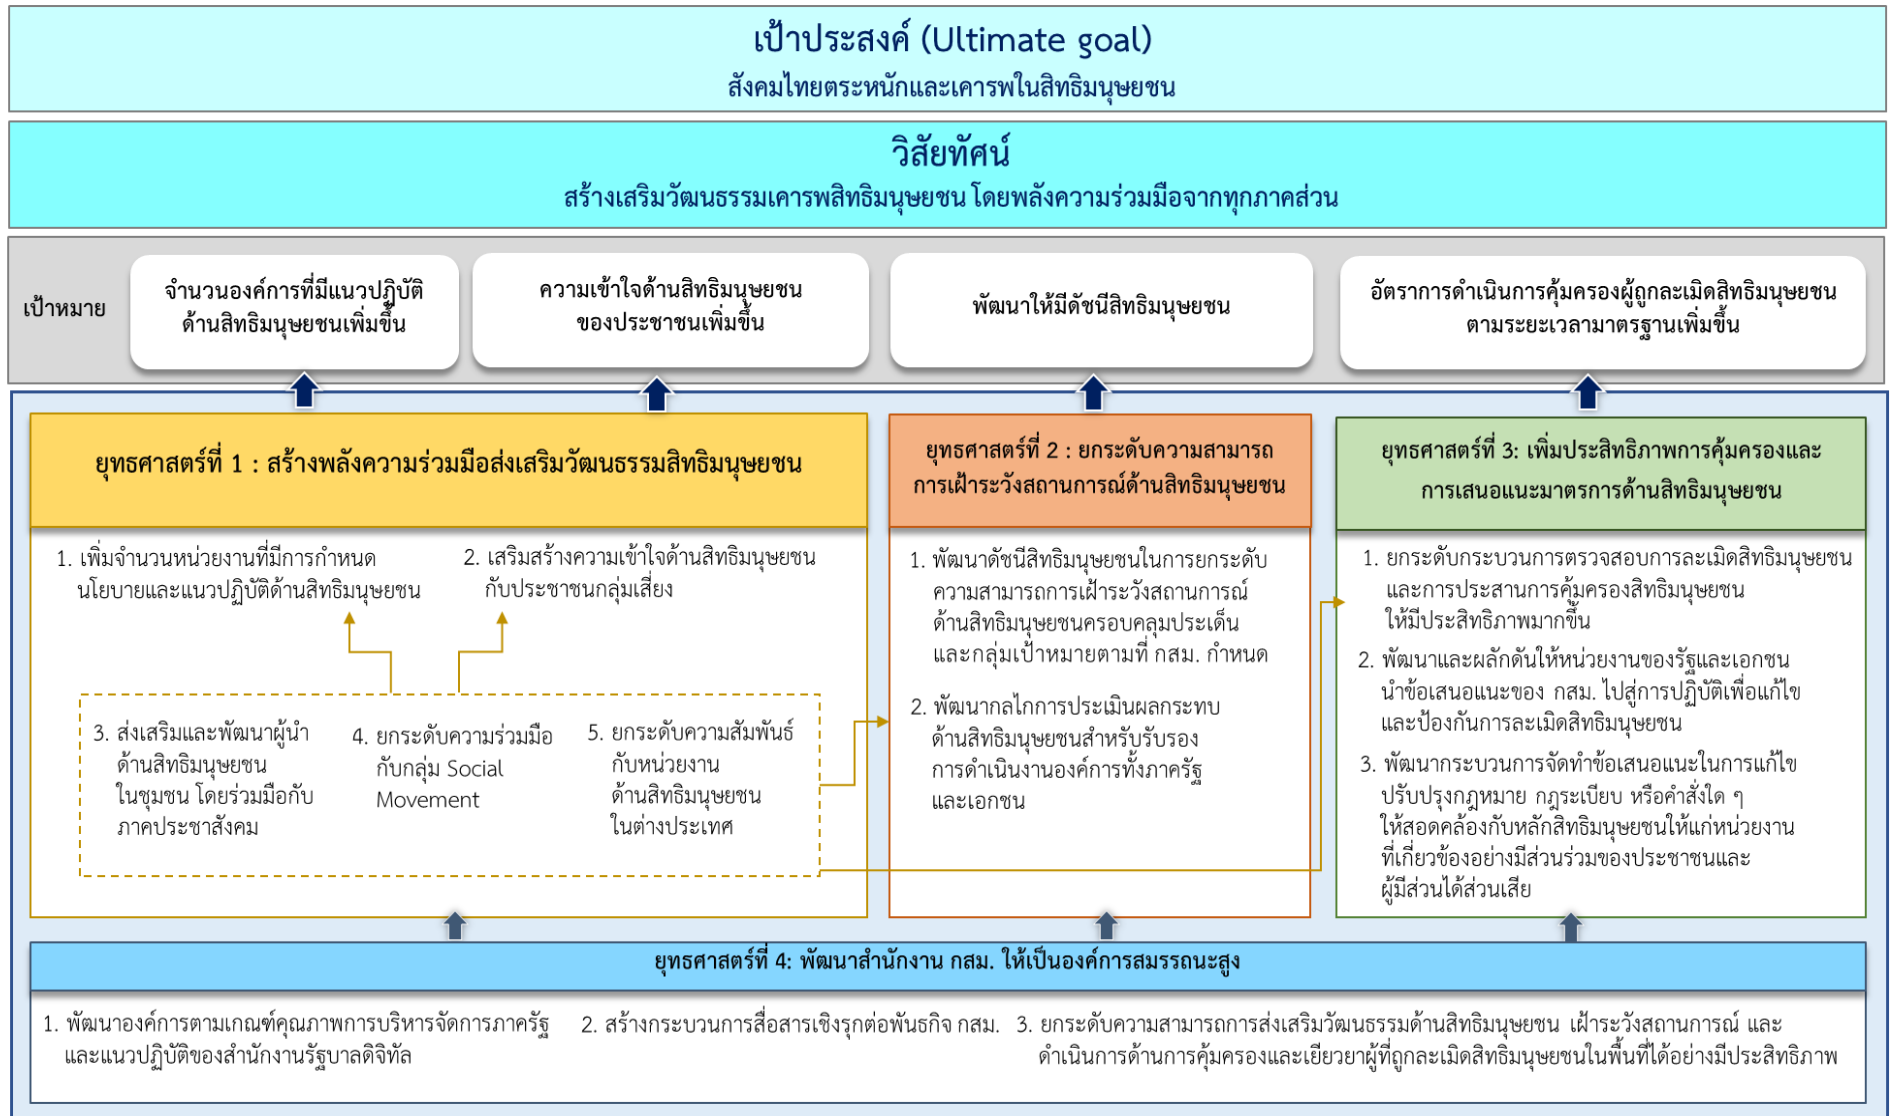 เป้าประสงค์ (Ultimate goal)
สังคมไทยตระหนักและเคารพในสิทธิมนุษยชน
วิสัยทัศน์
สร้างเสริมวัฒนธรรมเคารพสิทธิมนุษยชน โดยพลังความร่วมมือจากทุกภาคส่วน
เป้าหมาย
จำนวนองค์การที่มีแนวปฏิบัติ
ด้านสิทธิมนุษยชนเพิ่มขึ้น
ความเข้าใจด้านสิทธิมนุษยชน
ของประชาชนเพิ่มขึ้น
พัฒนาให้มีดัชนีสิทธิมนุษยชน
อัตราการดำเนินการคุ้มครองผู้ถูกละเมิดสิทธิมนุษยชน
ตามระยะเวลามาตรฐานเพิ่มขึ้น
ยุทธศาสตร์ที่ 1 : สร้างพลังความร่วมมือส่งเสริมวัฒนธรรมสิทธิมนุษยชน
1. เพิ่มจำนวนหน่วยงานที่มีการกำหนด
นโยบายและแนวปฏิบัติด้านสิทธิมนุษยชน
2. เสริมสร้างความเข้าใจด้านสิทธิมนุษยชน
กับประชาชนกลุ่มเสี่ยง
3. ส่งเสริมและพัฒนาผู้นำ
ด้านสิทธิมนุษยชน
ในชุมชน โดยร่วมมือกับ
ภาคประชาสังคม
4. ยกระดับความร่วมมือ
กับกลุ่ม Social
Movement
5. ยกระดับความสัมพันธ์
กับหน่วยงาน
ด้านสิทธิมนุษยชน
ในต่างประเทศ
ยุทธศาสตร์ที่ 2 : ยกระดับความสามารถ
การเฝ้าระวังสถานการณ์ด้านสิทธิมนุษยชน
1. พัฒนาดัชนีสิทธิมนุษยชนในการยกระดับ
ความสามารถการเฝ้าระวังสถานการณ์
ด้านสิทธิมนุษยชนครอบคลุมประเด็น
และกลุ่มเป้าหมายตามที่ กสม. กำหนด
2. พัฒนากลไกการประเมินผลกระทบ
ด้านสิทธิมนุษยชนสำหรับรับรอง
การดำเนินงานองค์การทั้งภาครัฐ
และเอกชน
ยุทธศาสตร์ที่ 3: เพิ่มประสิทธิภาพการคุ้มครองและ
การเสนอแนะมาตรการด้านสิทธิมนุษยชน
1. ยกระดับกระบวนการตรวจสอบการละเมิดสิทธิมนุษยชน
และการประสานการคุ้มครองสิทธิมนุษยชน
ให้มีประสิทธิภาพมากขึ้น
2. พัฒนาและผลักดันให้หน่วยงานของรัฐและเอกชน
นำข้อเสนอแนะของ กสม. ไปสู่การปฏิบัติเพื่อแก้ไข
และป้องกันการละเมิดสิทธิมนุษยชน
3. พัฒนากระบวนการจัดทำข้อเสนอแนะในการแก้ไข
ปรับปรุงกฎหมาย กฎระเบียบ หรือคำสั่งใด ๆ
ให้สอดคล้องกับหลักสิทธิมนุษยชนให้แก่หน่วยงาน
ที่เกี่ยวข้องอย่างมีส่วนร่วมของประชาชนและ
ผู้มีส่วนได้ส่วนเสีย
ยุทธศาสตร์ที่ 4: พัฒนาสำนักงาน กสม. ให้เป็นองค์การสมรรถนะสูง
1. พัฒนาองค์การตามเกณฑ์คุณภาพการบริหารจัดการภาครัฐ
และแนวปฏิบัติของสำนักงานรัฐบาลดิจิทัล
2. สร้างกระบวนการสื่อสารเชิงรุกต่อพันธกิจ กสม.
3. ยกระดับความสามารถการส่งเสริมวัฒนธรรมด้านสิทธิมนุษยชน เฝ้าระวังสถานการณ์ และ
ดำเนินการด้านการคุ้มครองและเยียวยาผู้ที่ถูกละเมิดสิทธิมนุษยชนในพื้นที่ได้อย่างมีประสิทธิภาพ